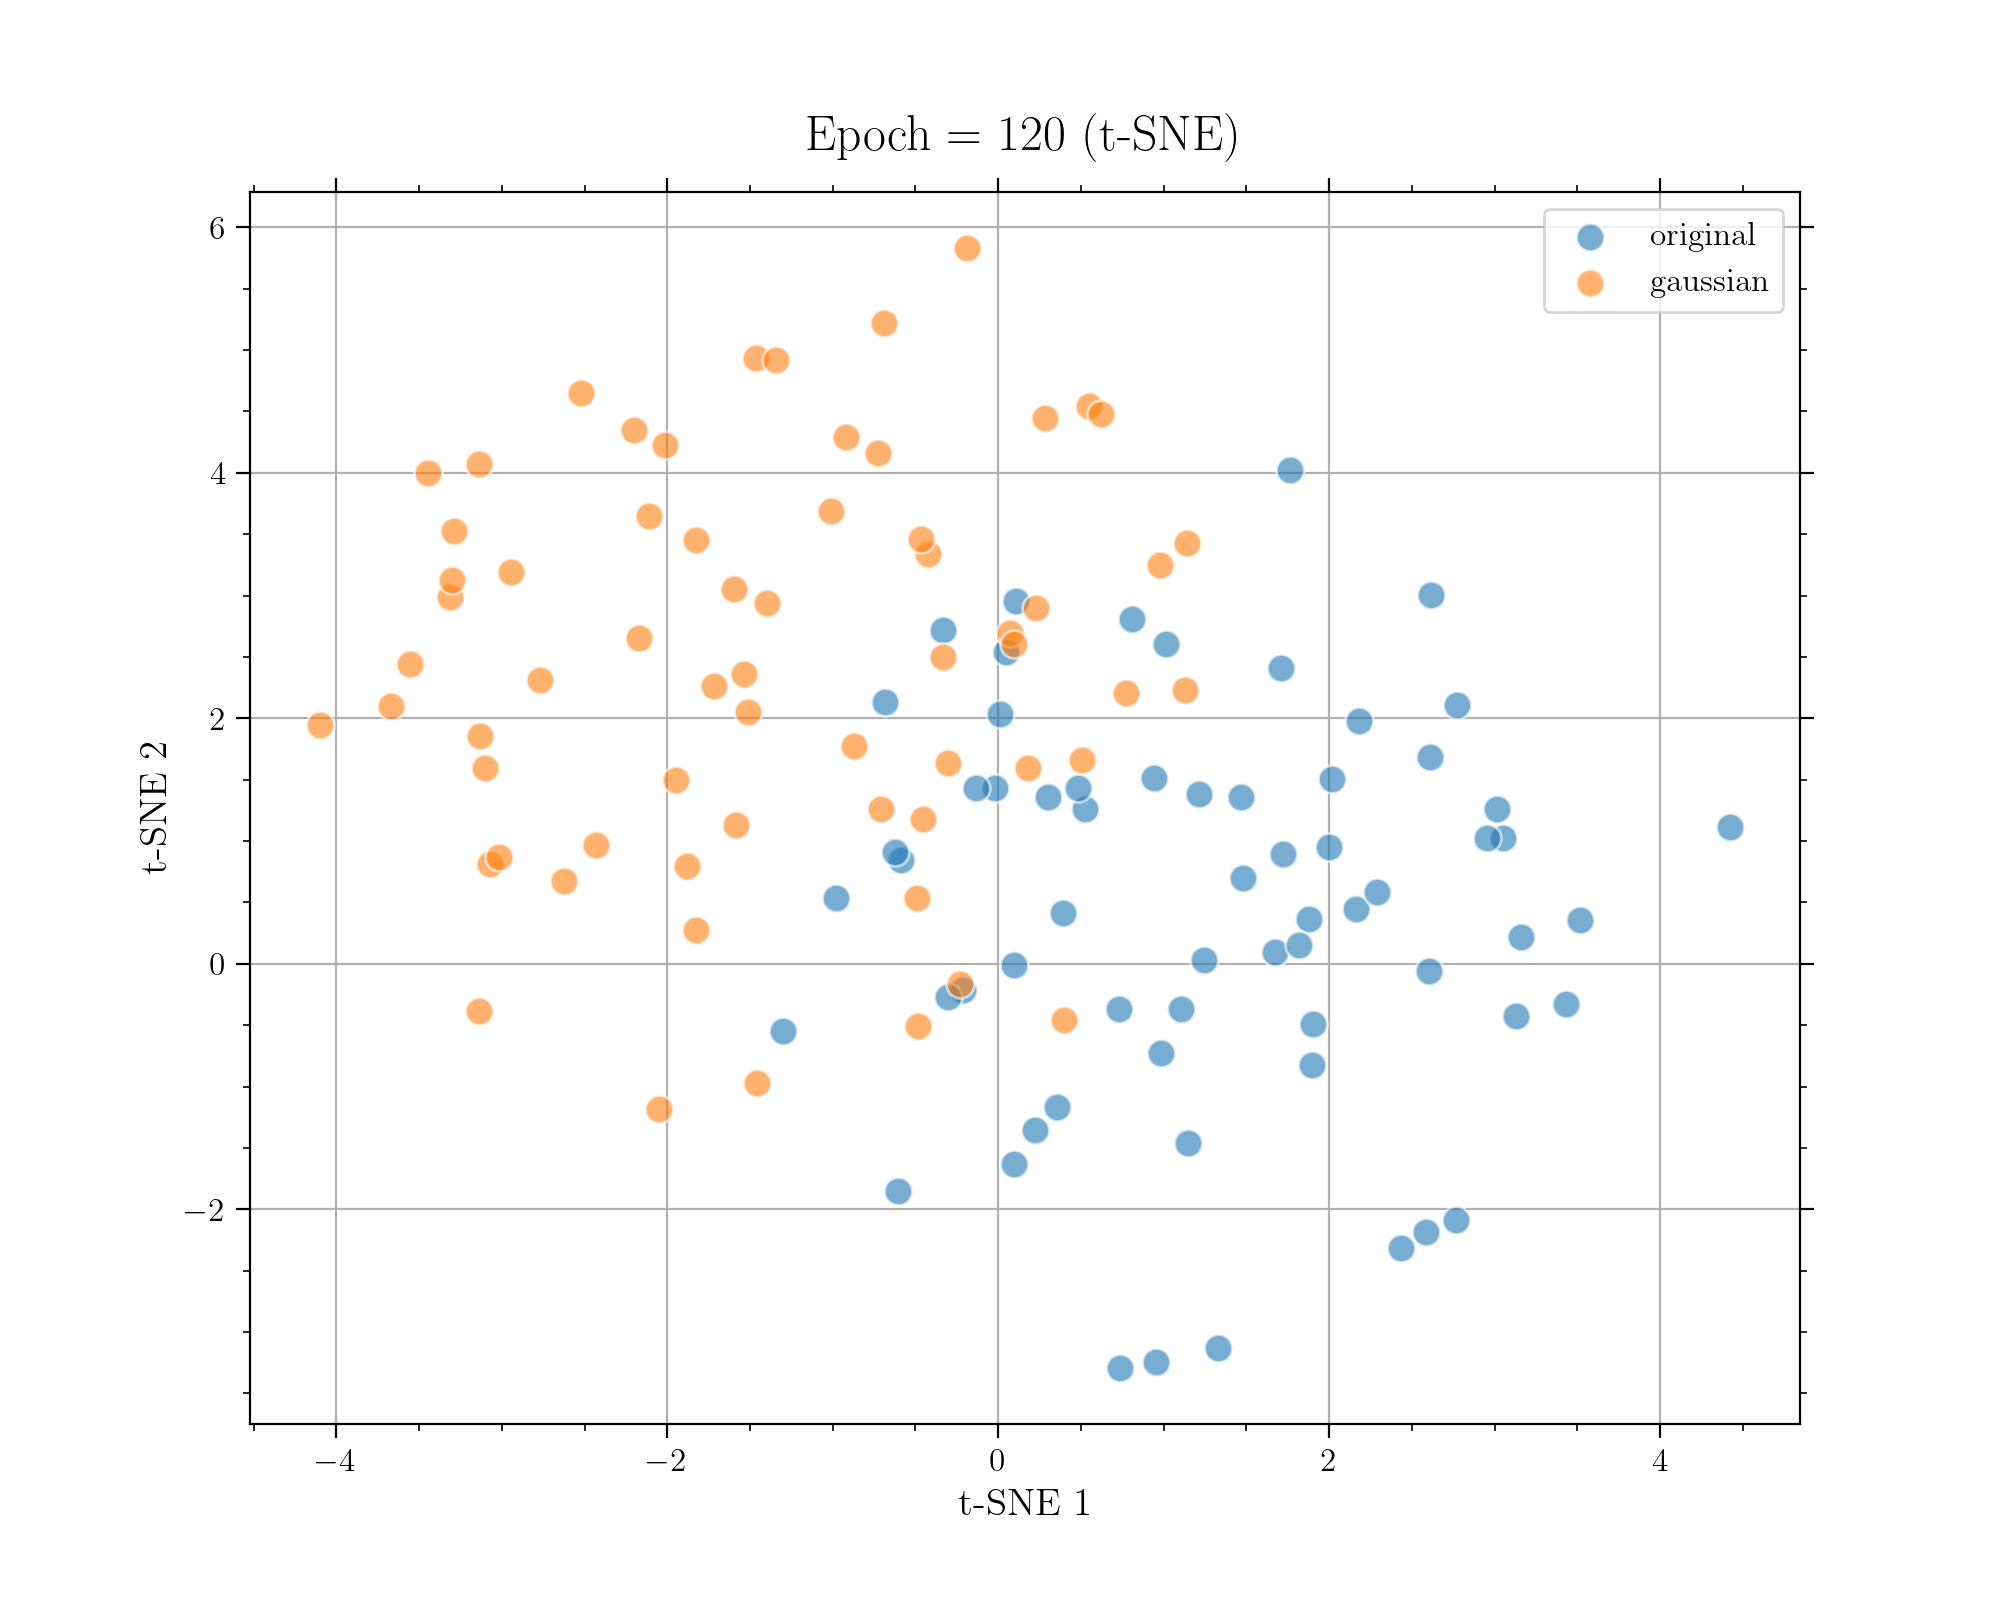 Epoch = 120 (t-SNE)
original
gaussian
6
4
2
0
−2
t-SNE 2
−4
−2
0
2
4
t-SNE 1